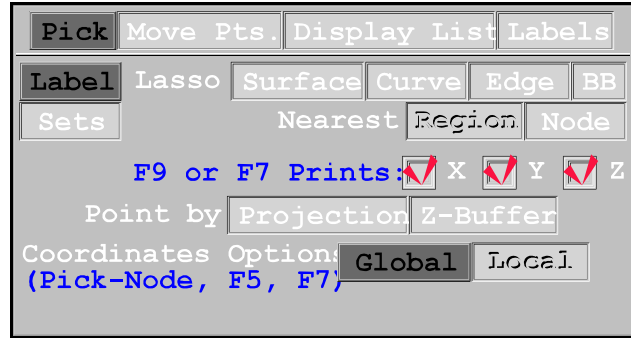 Pick Move Pts. Display List Labels
Label Lasso Surface Curve Edge BB
Sets Nearest Region Node
F9 or F7 Prints: X Y Z
Point by Projection Z-Buffer
Coordinates Options Global Local
(Pick-Node, F5, F7)